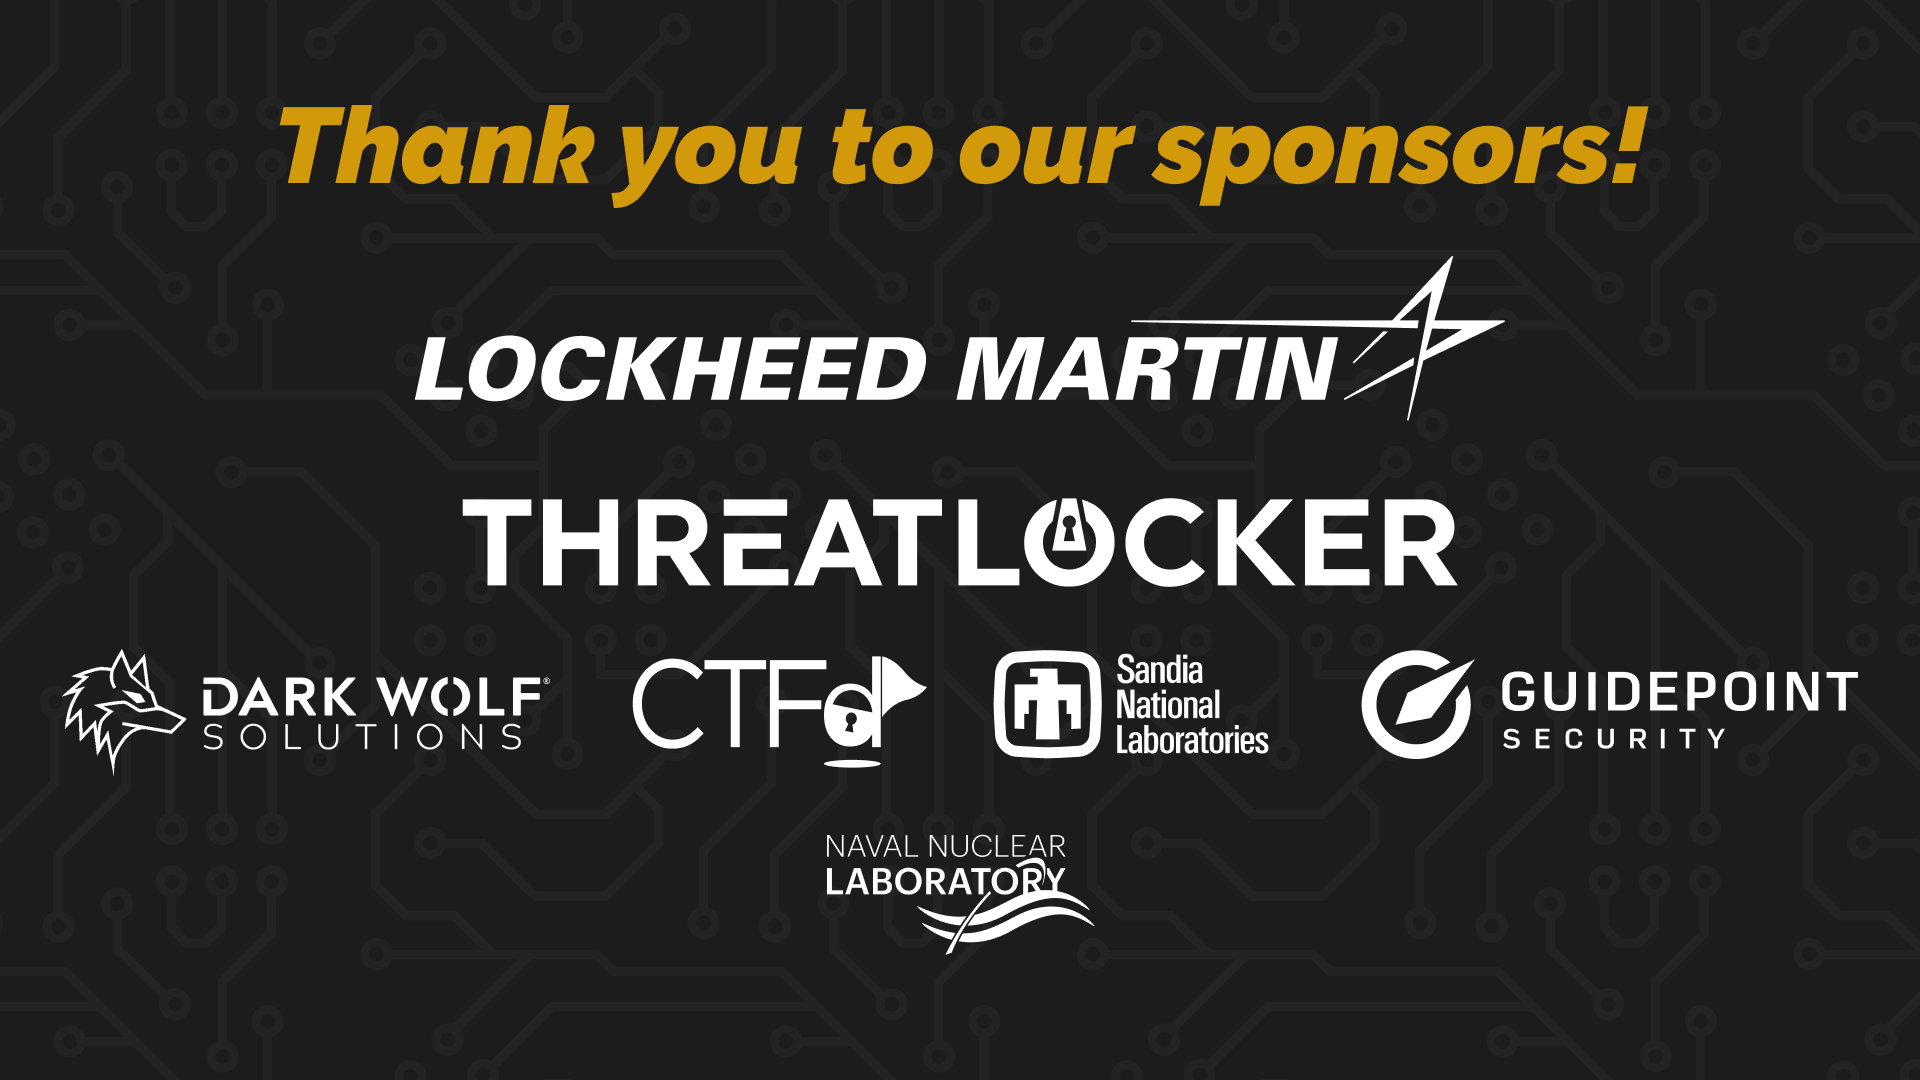 Thank you to our sponsors!
LOCKHEED MARTIN
THREATLOCKER
DARK WOLF®
SOLUTIONS
CTFd
Sandia
National
Laboratories
GUIDEPOINT
SECURITY
NAVAL NUCLEAR
LABORATORY